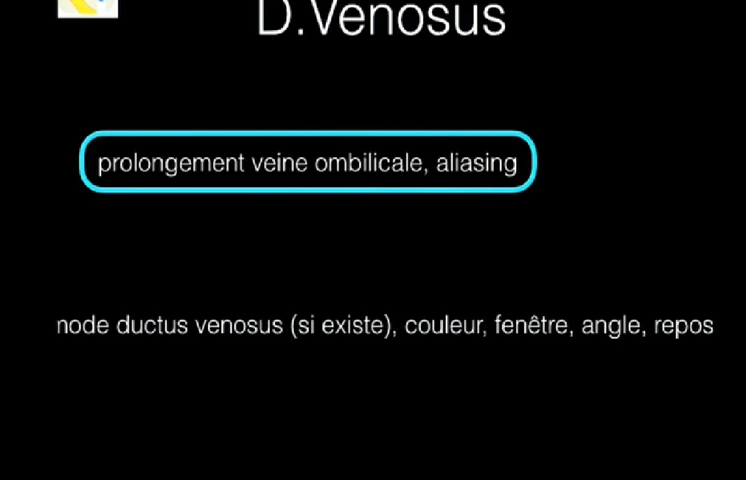 D.Venosus
prolongement veine ombilicale, aliasing
node ductus venosus (si existe), couleur, fenêtre, angle, repos